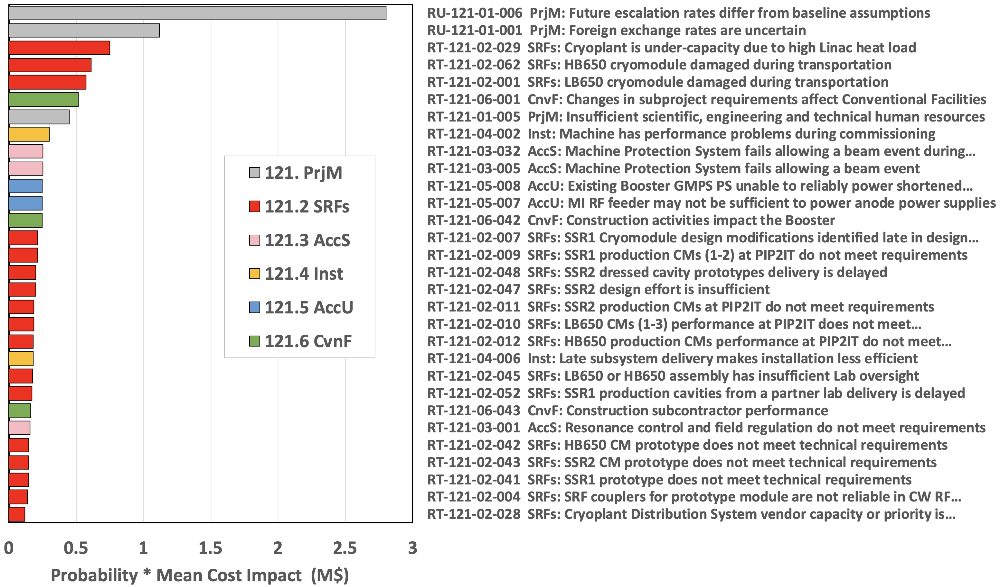 RU-121-01-006 PrjM: Future escalation rates differ from baseline assumptions
RU-121-01-001 PrjM: Foreign exchange rates are uncertain
RT-121-02-029 SRFs: Cryoplant is under-capacity due to high Linac heat load
RT-121-02-062 SRFs: HB650 cryomodule damaged during transportation
RT-121-02-001 SRFs: LB650 cryomodule damaged during transportation
RT-121-06-001 CnvF: Changes in subproject requirements affect Conventional Facilities
RT-121-01-005 PrjM: Insufficient scientific, engineering and technical human resources
RT-121-04-002 Inst: Machine has performance problems during commissioning
RT-121-03-032 AccS: Machine Protection System fails allowing a beam event during...
RT-121-03-005 AccS: Machine Protection System fails allowing a beam event
RT-121-05-008 AccU: Existing Booster GMPS PS unable to reliably power shortened...
RT-121-05-007 AccU: MI RF feeder may not be sufficient to power anode power supplies
RT-121-06-042 CnvF: Construction activities impact the Booster
RT-121-02-007 SRFs: SSR1 Cryomodule design modifications identified late in design...
RT-121-02-009 SRFs: SSR1 production CMs (1-2) at PIP2IT do not meet requirements
RT-121-02-048 SRFs: SSR2 dressed cavity prototypes delivery is delayed
RT-121-02-047 SRFs: SSR2 design effort is insufficient
RT-121-02-011 SRFs: SSR2 production CMs at PIP2IT do not meet requirements
RT-121-02-010 SRFs: LB650 CMs (1-3) performance at PIP2IT does not meet...
RT-121-02-012 SRFs: HB650 production CMs performance at PIP2IT do not meet...
RT-121-04-006 Inst: Late subsystem delivery makes installation less efficient
RT-121-02-045 SRFs: LB650 or HB650 assembly has insufficient Lab oversight
RT-121-02-052 SRFs: SSR1 production cavities from a partner lab delivery is delayed
RT-121-06-043 CnvF: Construction subcontractor performance
RT-121-03-001 AccS: Resonance control and field regulation do not meet requirements
RT-121-02-042 SRFs: HB650 CM prototype does not meet technical requirements
RT-121-02-043 SRFs: SSR2 CM prototype does not meet technical requirements
RT-121-02-041 SRFs: SSR1 prototype does not meet technical requirements
RT-121-02-004 SRFs: SRF couplers for prototype module are not reliable in CW RF...
RT-121-02-028 SRFs: Cryoplant Distribution System vendor capacity or priority is...
121. PrjM
121.2 SRFs
121.3 AccS
121.4 Inst
121.5 AccU
121.6 CvnF
0 0.5 1 1.5 2 2.5 3
Probability * Mean Cost Impact (M$)